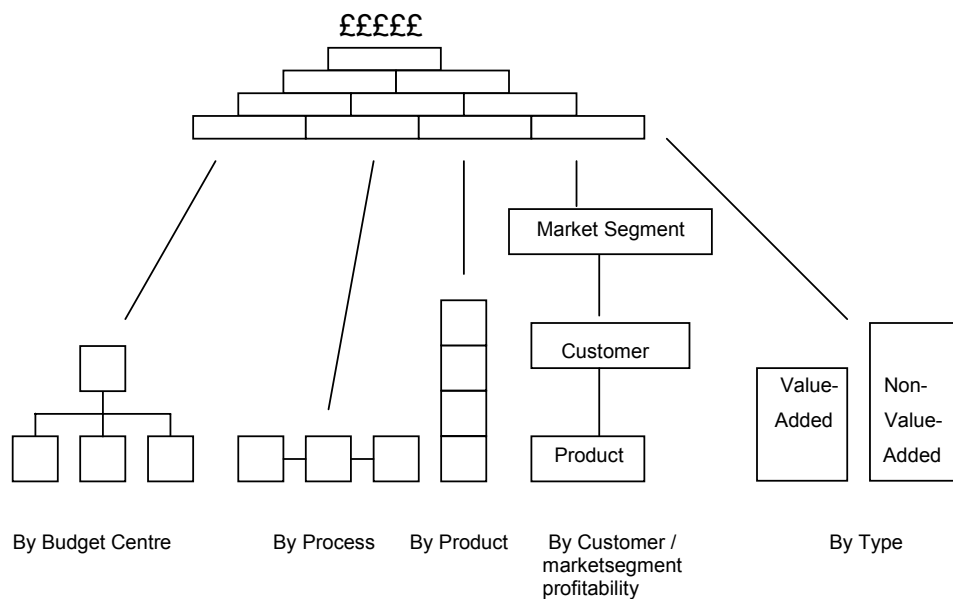 £££££
Market Segment
Customer
Product
Value-
Added
Non-
Value-
Added
By Budget Centre
By Process
By Product
By Customer /
marketsegment
profitability
By Type